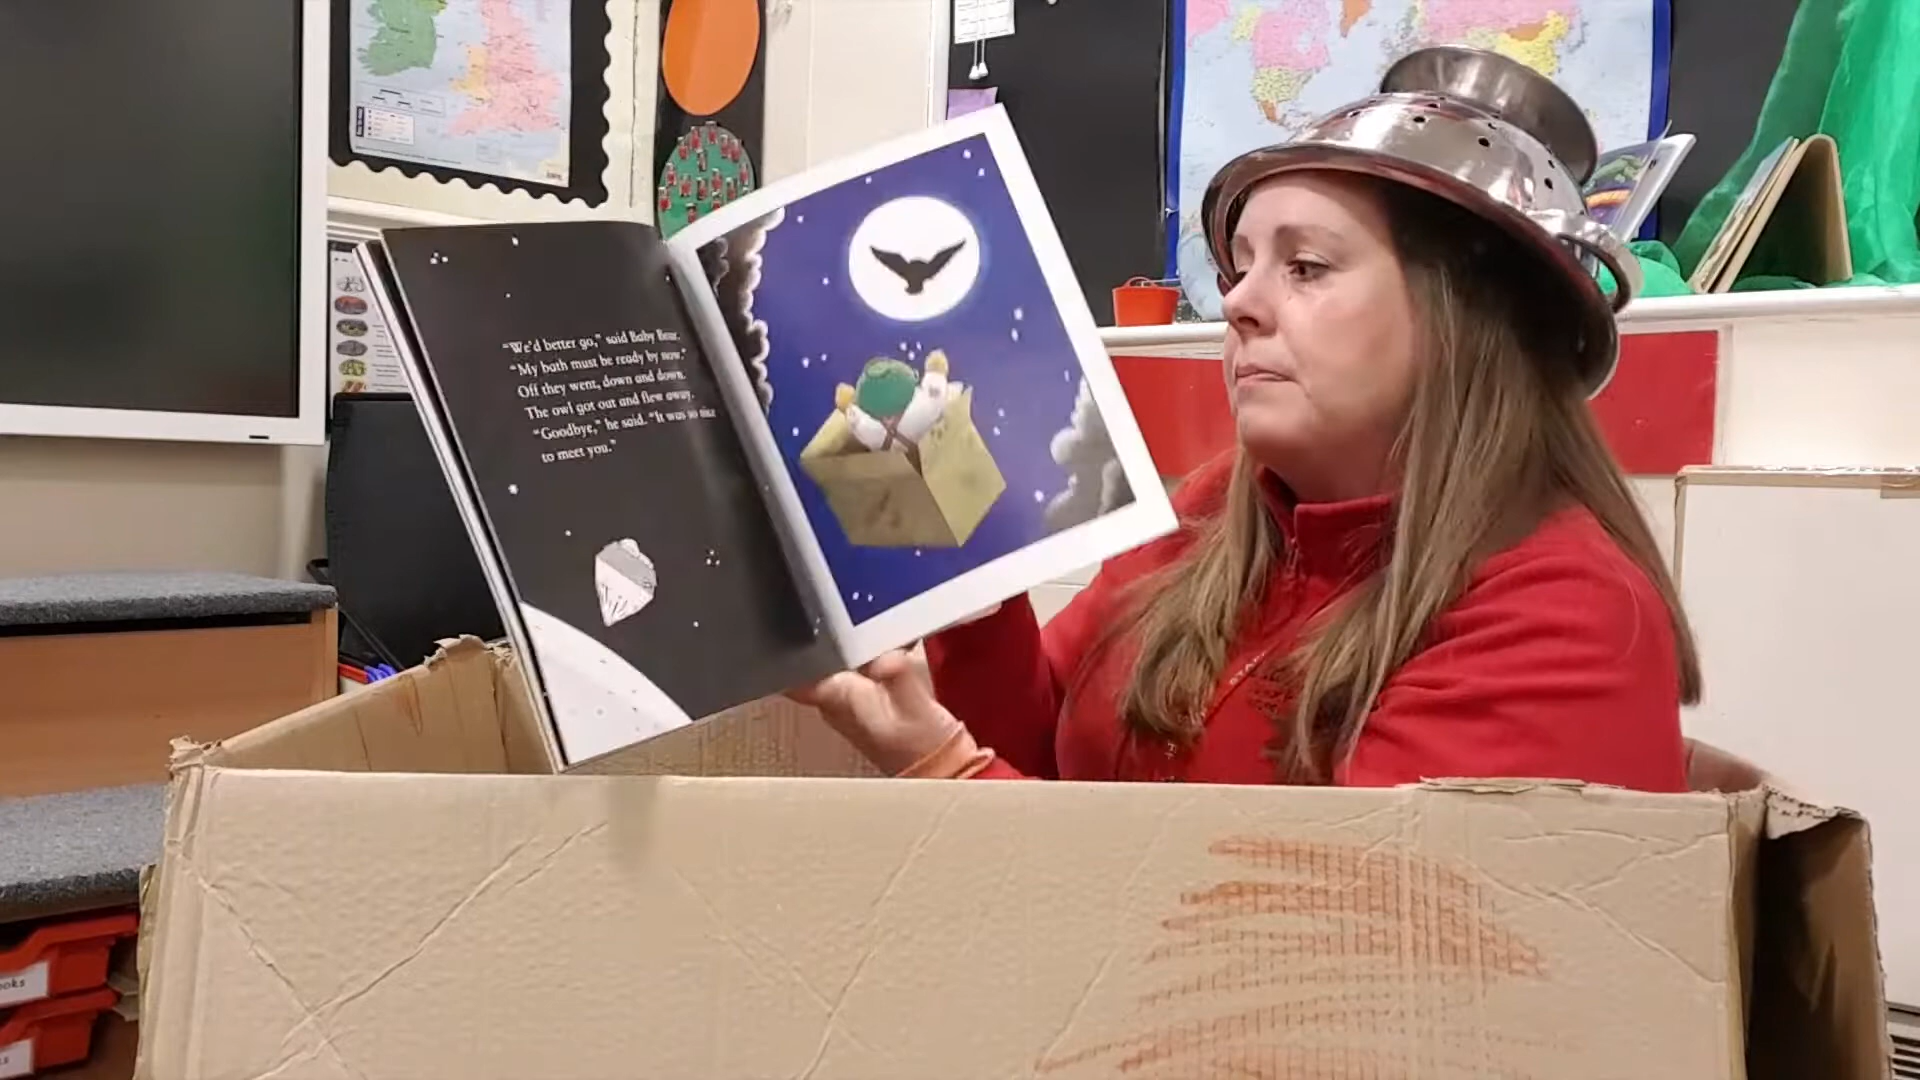 "We'd better go," said Baby Bear.
"My bath must be ready by now."
Off they went, down and down.
The owl got out and flew away.
"Goodbye," he said. "It was so nice
to meet you."